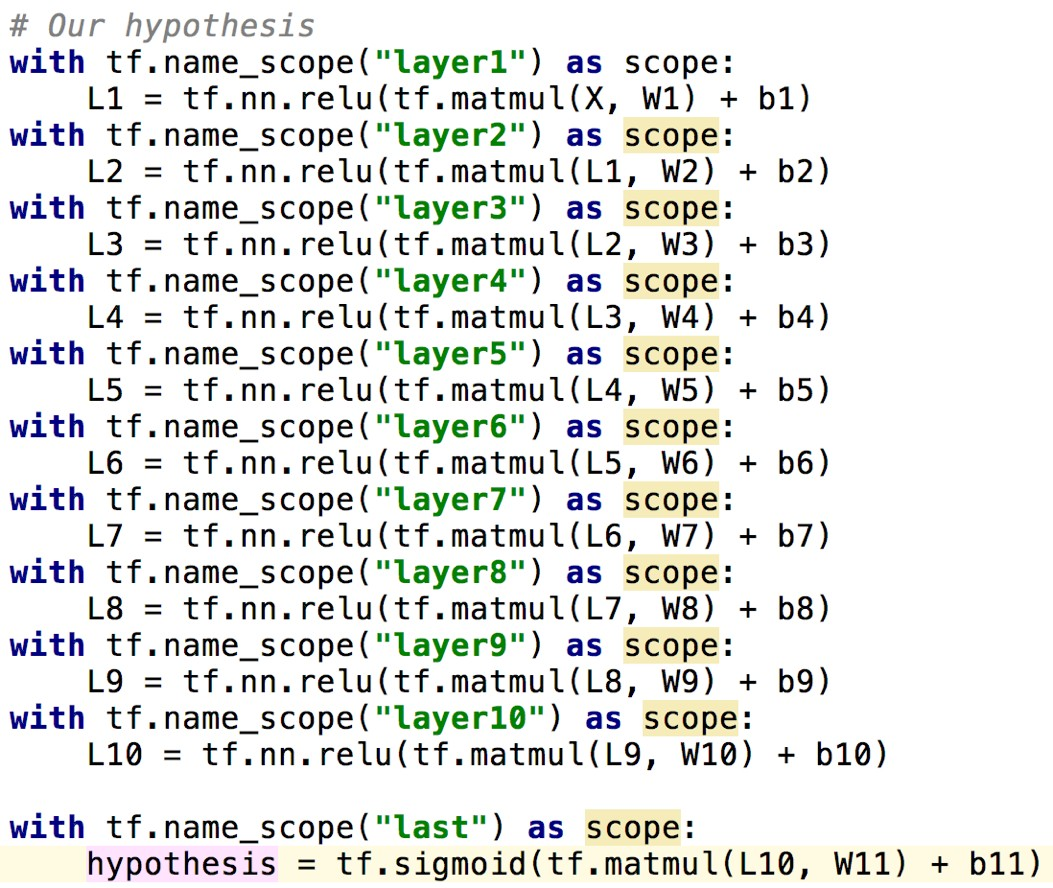 # Our hypothesis
with tf.name_scope("layer1") as scope:
    L1 = tf.nn.relu(tf.matmul(X, W1) + b1)
with tf.name_scope("layer2") as scope:
    L2 = tf.nn.relu(tf.matmul(L1, W2) + b2)
with tf.name_scope("layer3") as scope:
    L3 = tf.nn.relu(tf.matmul(L2, W3) + b3)
with tf.name_scope("layer4") as scope:
    L4 = tf.nn.relu(tf.matmul(L3, W4) + b4)
with tf.name_scope("layer5") as scope:
    L5 = tf.nn.relu(tf.matmul(L4, W5) + b5)
with tf.name_scope("layer6") as scope:
    L6 = tf.nn.relu(tf.matmul(L5, W6) + b6)
with tf.name_scope("layer7") as scope:
    L7 = tf.nn.relu(tf.matmul(L6, W7) + b7)
with tf.name_scope("layer8") as scope:
    L8 = tf.nn.relu(tf.matmul(L7, W8) + b8)
with tf.name_scope("layer9") as scope:
    L9 = tf.nn.relu(tf.matmul(L8, W9) + b9)
with tf.name_scope("layer10") as scope:
    L10 = tf.nn.relu(tf.matmul(L9, W10) + b10)

with tf.name_scope("last") as scope:
    hypothesis = tf.sigmoid(tf.matmul(L10, W11) + b11)